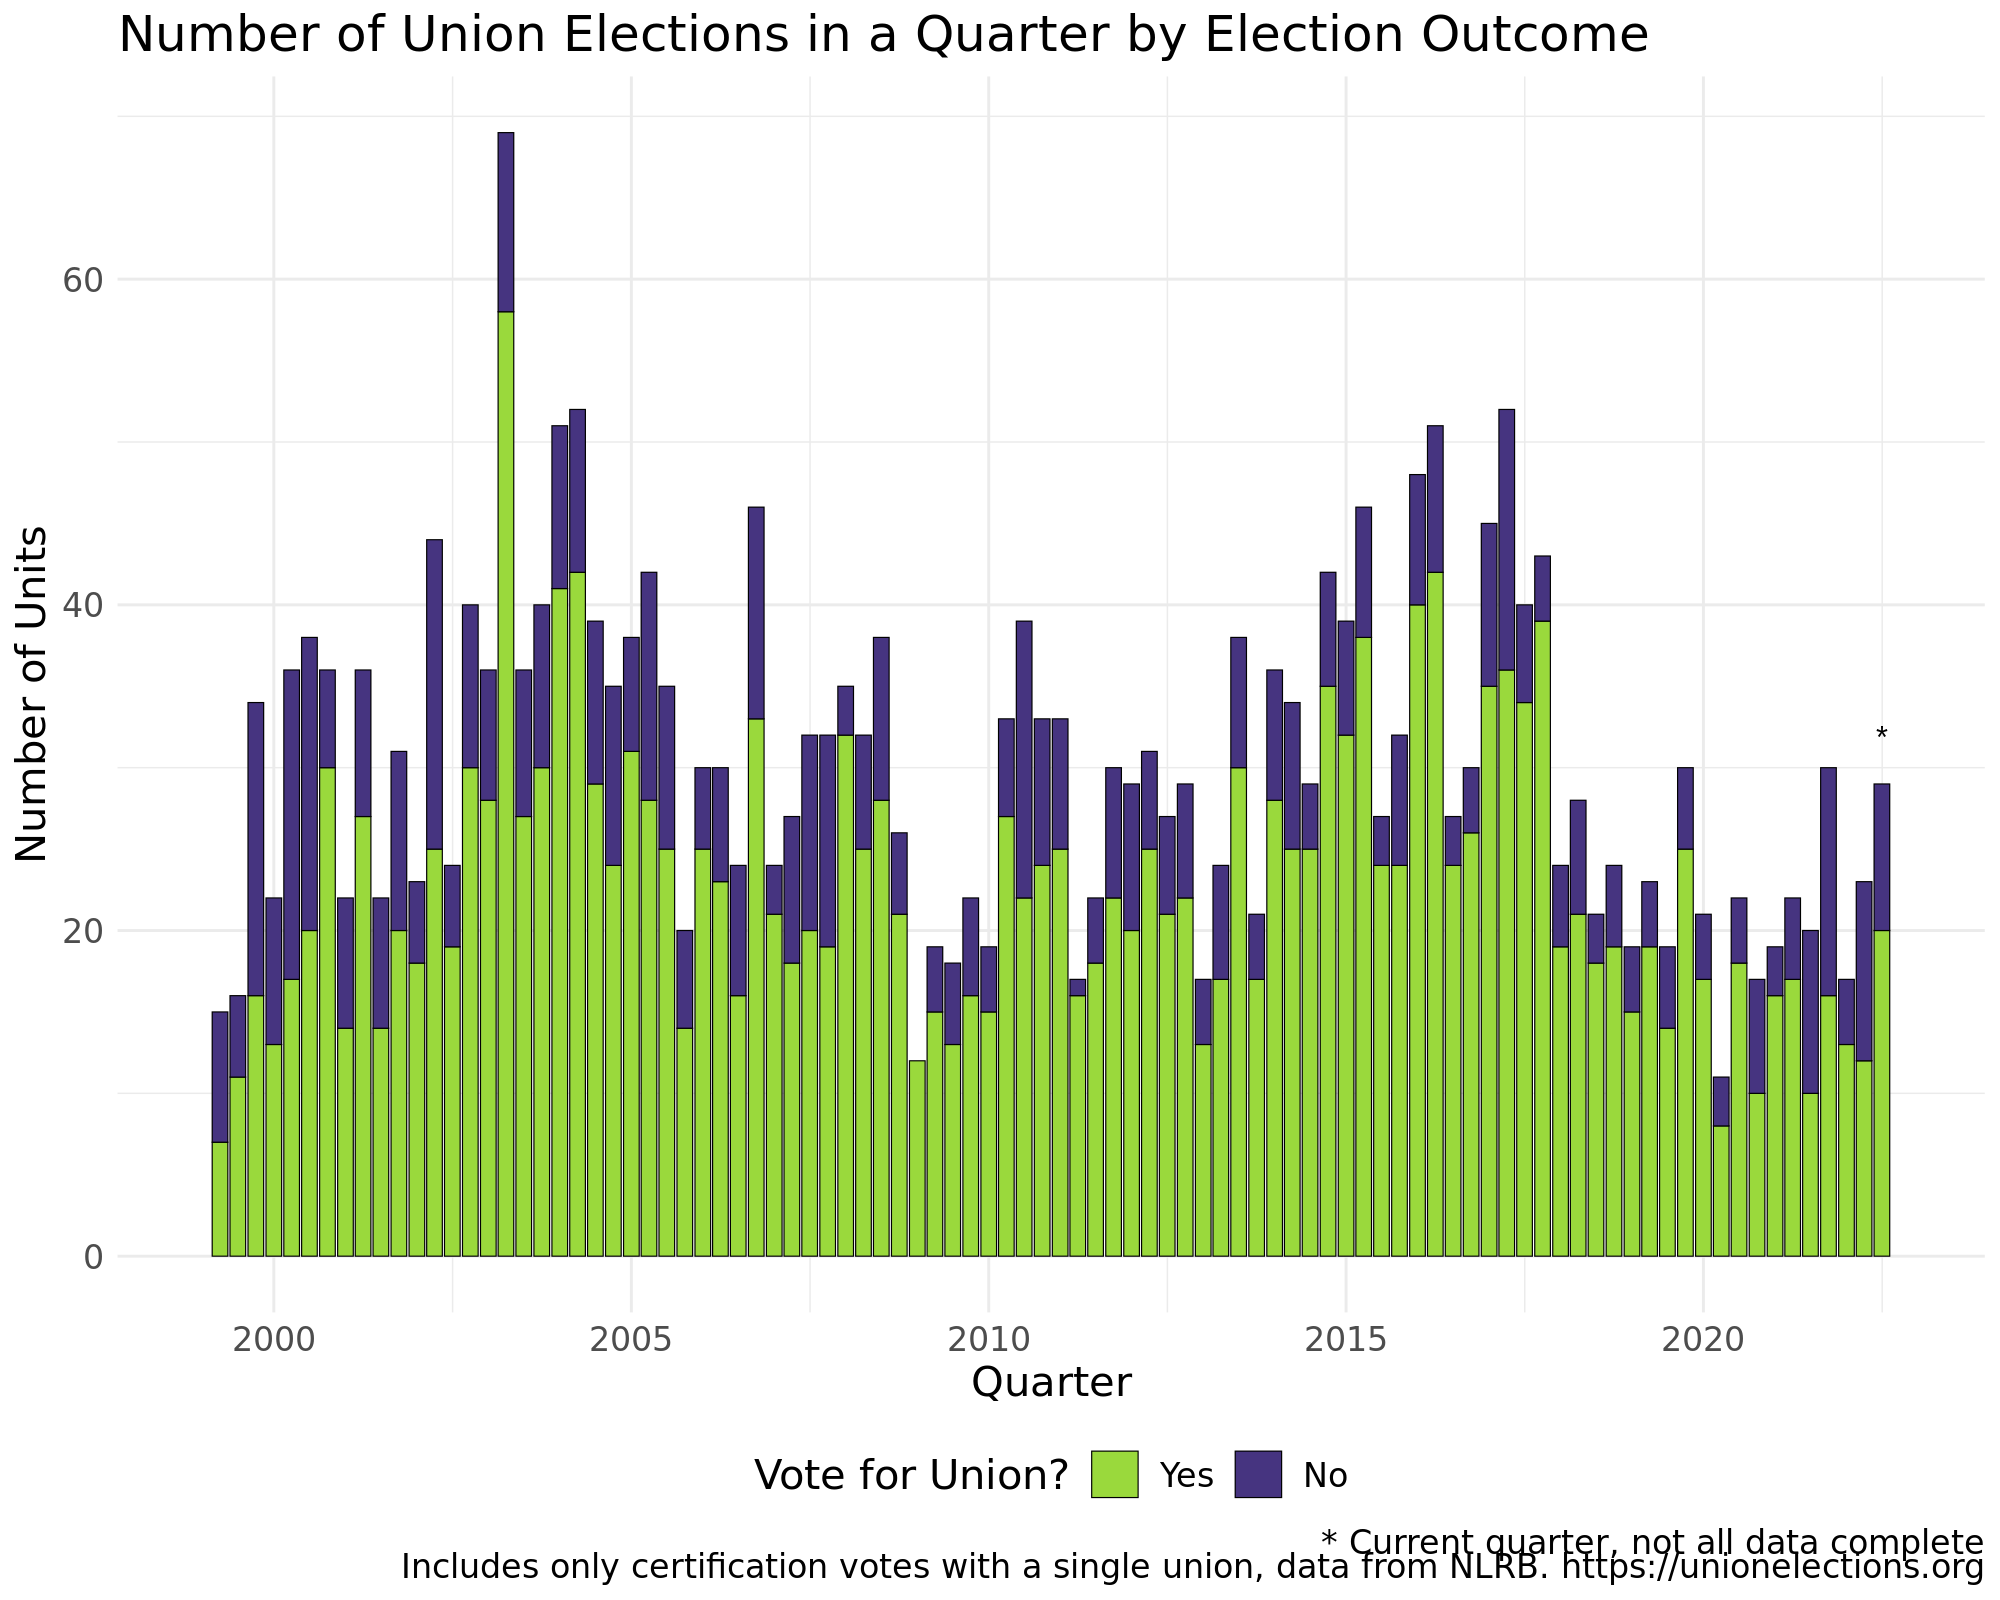 Number of Union Elections in a Quarter by Election Outcome
Number of Units
60
40
20
0
*
2000 2005 2010 2015 2020
Quarter
Vote for Union? Yes No
* Current quarter, not all data complete
Includes only certification votes with a single union, data from NLRB. https://unionelections.org